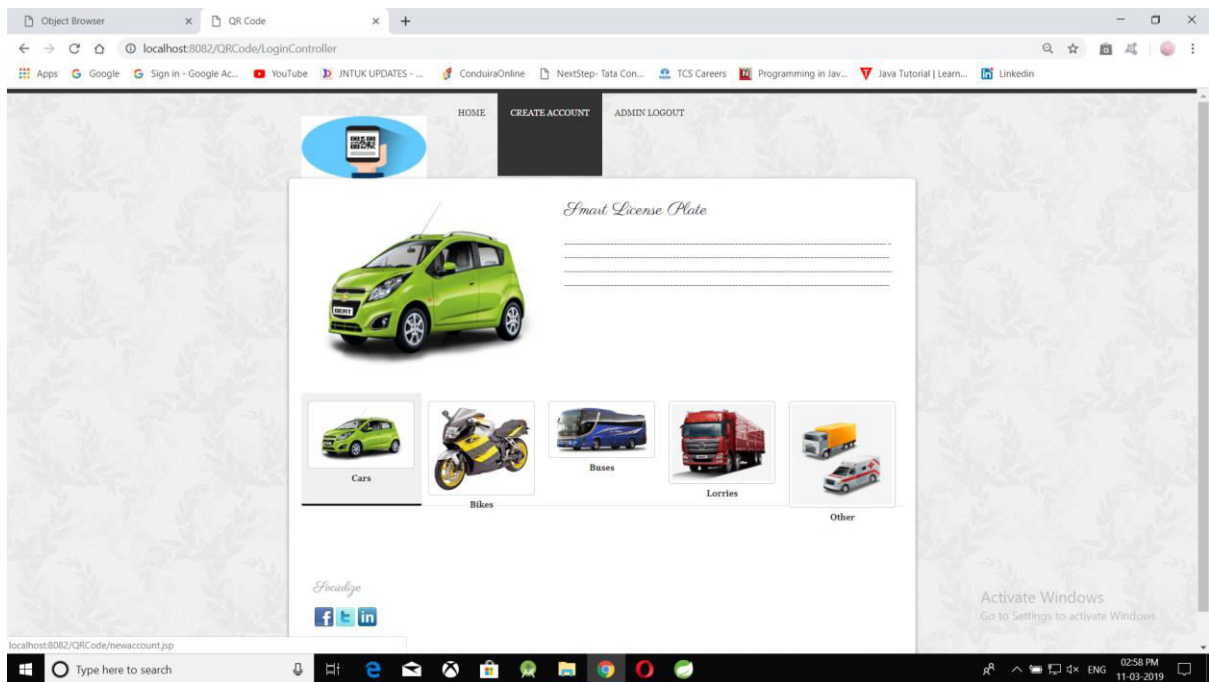 Object Browser
QR Code
localhost:8082/QRCode/LoginController
Apps
Google
Sign in - Google Ac...
YouTube
JNTUK UPDATES - ...
ConduiraOnline
NextStep- Tata Con...
TCS Careers
Programming in Jav...
Java Tutorial | Learn...
Linkedin
HOME
CREATE ACCOUNT
ADMIN LOGOUT
Smart License Plate
Cars
Bikes
Buses
Lorries
Other
Socialize
Activate Windows
Go to Settings to activate Windows.
localhost:8082/QRCode/newaccount.jsp
Type here to search
ENG
02:58 PM
11-03-2019